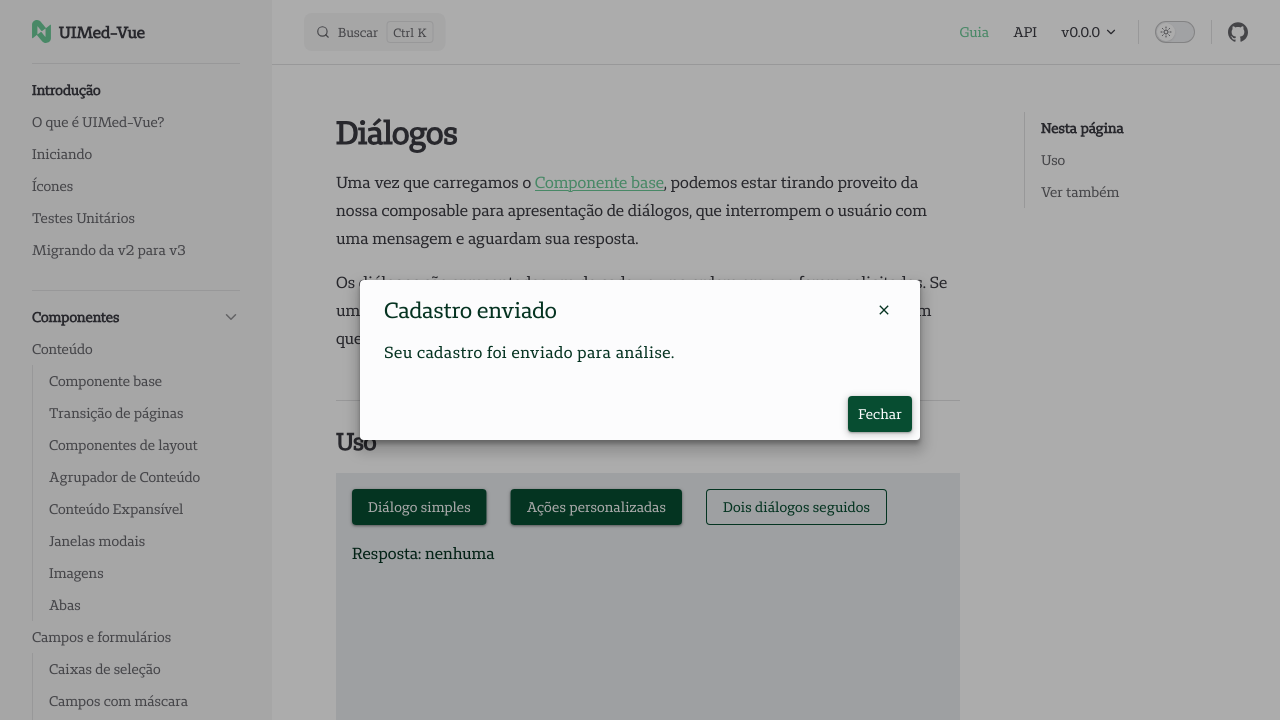 UIMed-Vue
Buscar
Ctrl K
Guia
API
v0.0.0
Introdução
O que é UIMed-Vue?
Iniciando
Ícones
Testes Unitários
Migrando da v2 para v3
Componentes
Conteúdo
Componente base
Transição de páginas
Componentes de layout
Agrupador de Conteúdo
Conteúdo Expansível
Janelas modais
Imagens
Abas
Campos e formulários
Caixas de seleção
Campos com máscara
Diálogos
Uma vez que carregamos o Componente base, podemos estar tirando proveito da
nossa composable para apresentação de diálogos, que interrompem o usuário com
uma mensagem e aguardam sua resposta.
Os
. Se
Cadastro enviado
Seu cadastro foi enviado para análise.
Fechar
Uso
Diálogo simples
Ações personalizadas
Dois diálogos seguidos
Resposta: nenhuma
Nesta página
Uso
Ver também